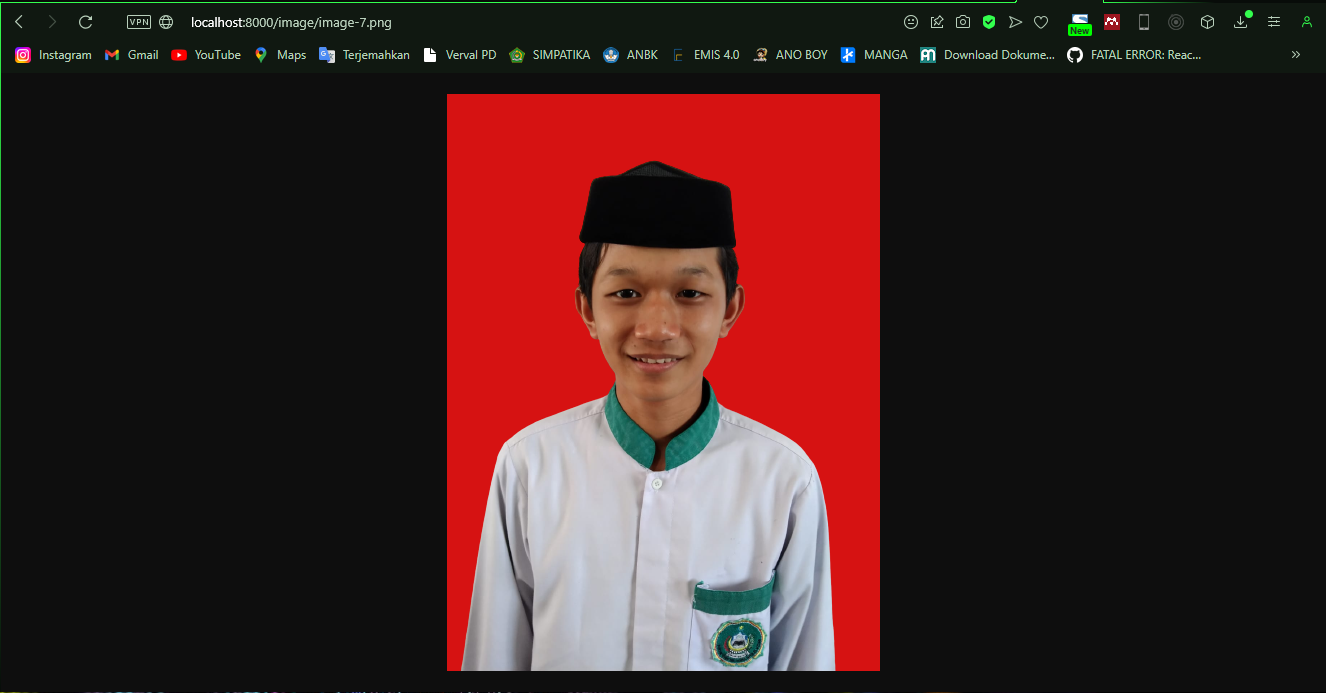 VPN localhost:8000/image/image-7.png New
Instagram Gmail YouTube Maps Terjemahkan Verval PD SIMPATIKA ANBK EMIS 4.0 ANO BOY MANGA Download Dokume... FATAL ERROR: Reac...